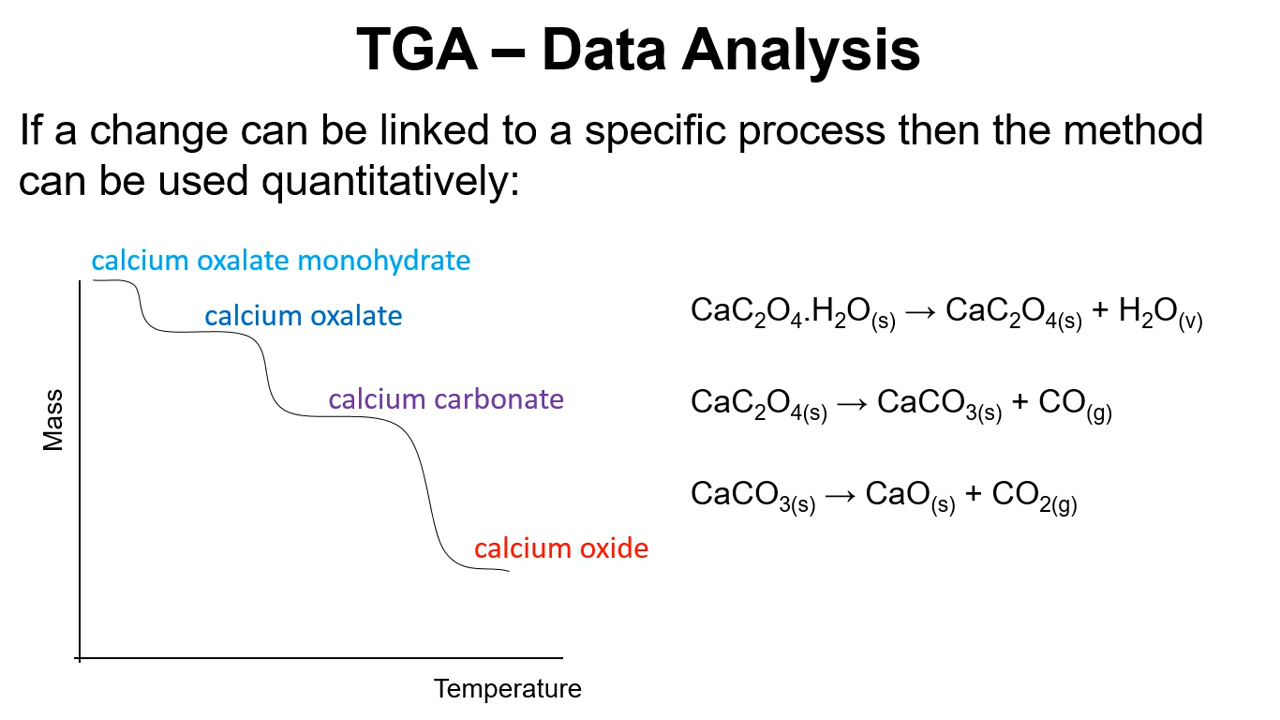 TGA – Data Analysis
If a change can be linked to a specific process then the method
can be used quantitatively:
calcium oxalate monohydrate
calcium oxalate
calcium carbonate
calcium oxide
Mass
Temperature
CaC₂O₄.H₂O₍s₎ → CaC₂O₄₍s₎ + H₂O₍v₎
CaC₂O₄₍s₎ → CaCO₃₍s₎ + CO₍g₎
CaCO₃₍s₎ → CaO₍s₎ + CO₂₍g₎